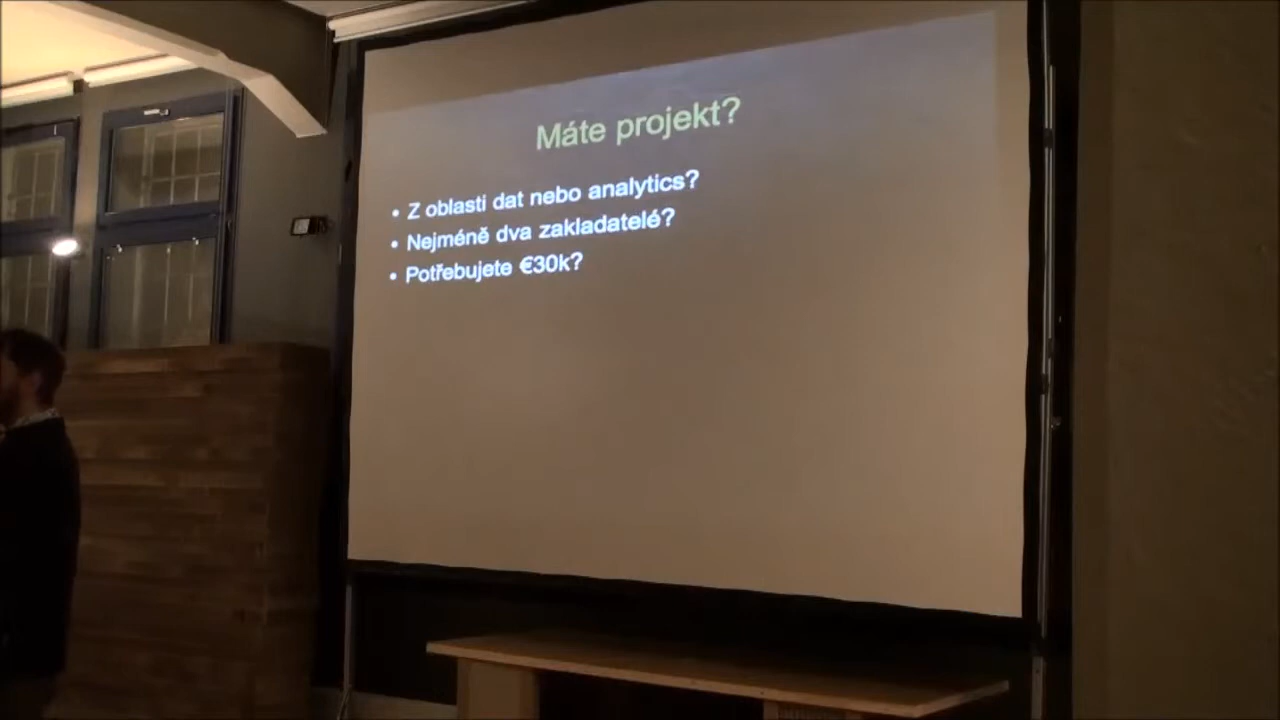 Máte projekt?
• Z oblasti dat nebo analytics?
• Nejméně dva zakladatelé?
• Potřebujete €30k?